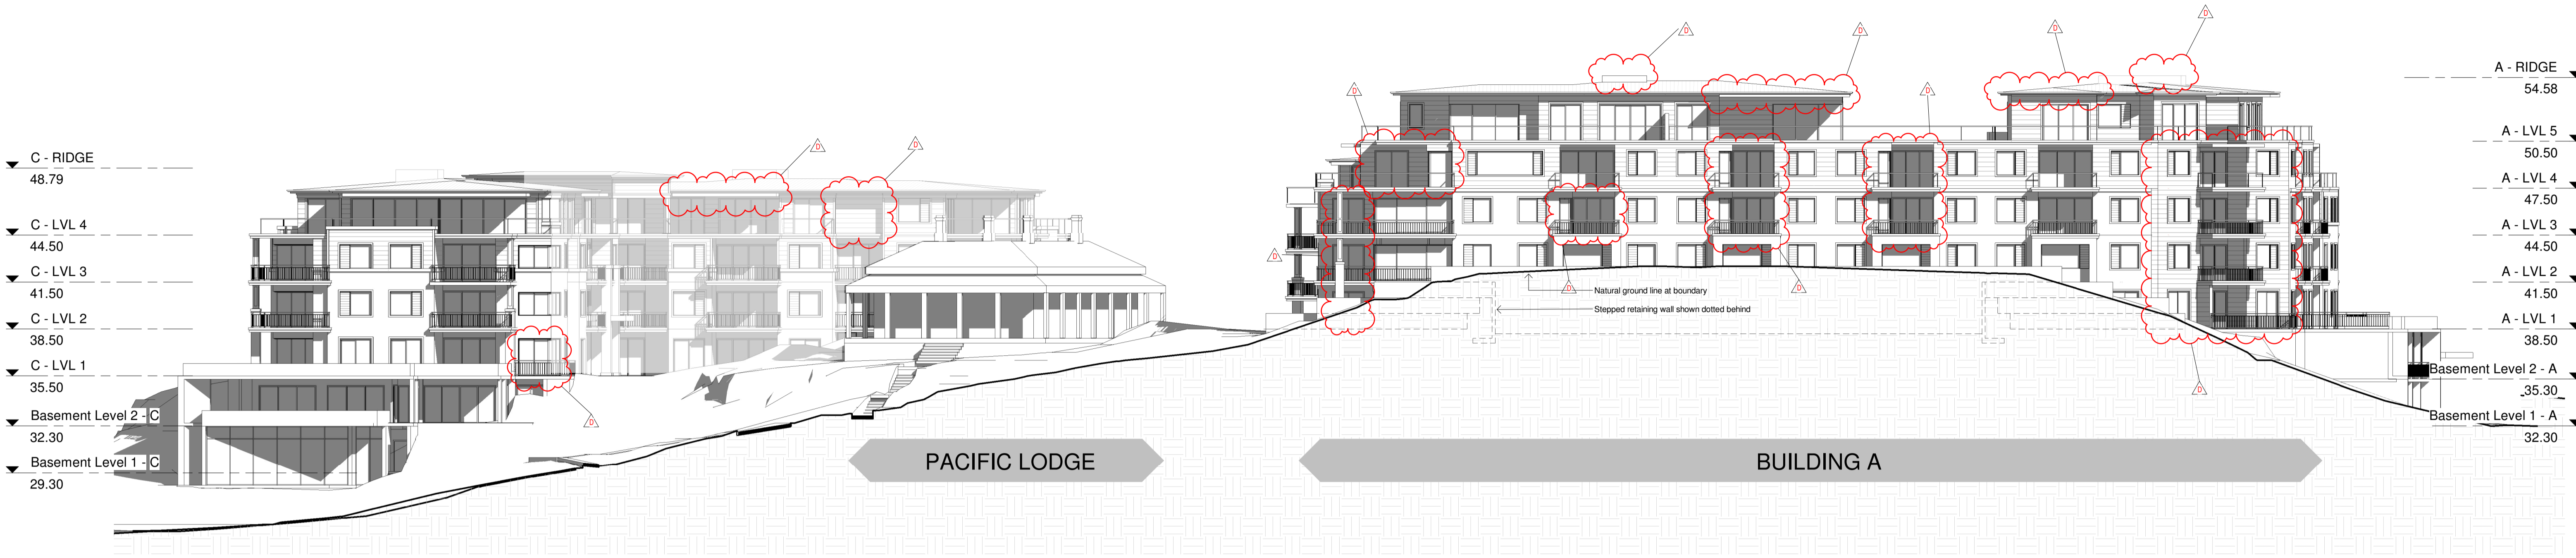 C - RIDGE
48.79
C - LVL 4
44.50
C - LVL 3
41.50
C - LVL 2
38.50
C - LVL 1
35.50
Basement Level 2 - C
32.30
Basement Level 1 - C
29.30
D
D
D
PACIFIC LODGE
D
D
D
D
D
D
D
D
D
D
Natural ground line at boundary
Stepped retaining wall shown dotted behind
BUILDING A
A - RIDGE
54.58
A - LVL 5
50.50
A - LVL 4
47.50
A - LVL 3
44.50
A - LVL 2
41.50
A - LVL 1
38.50
Basement Level 2 - A
35.30
Basement Level 1 - A
32.30